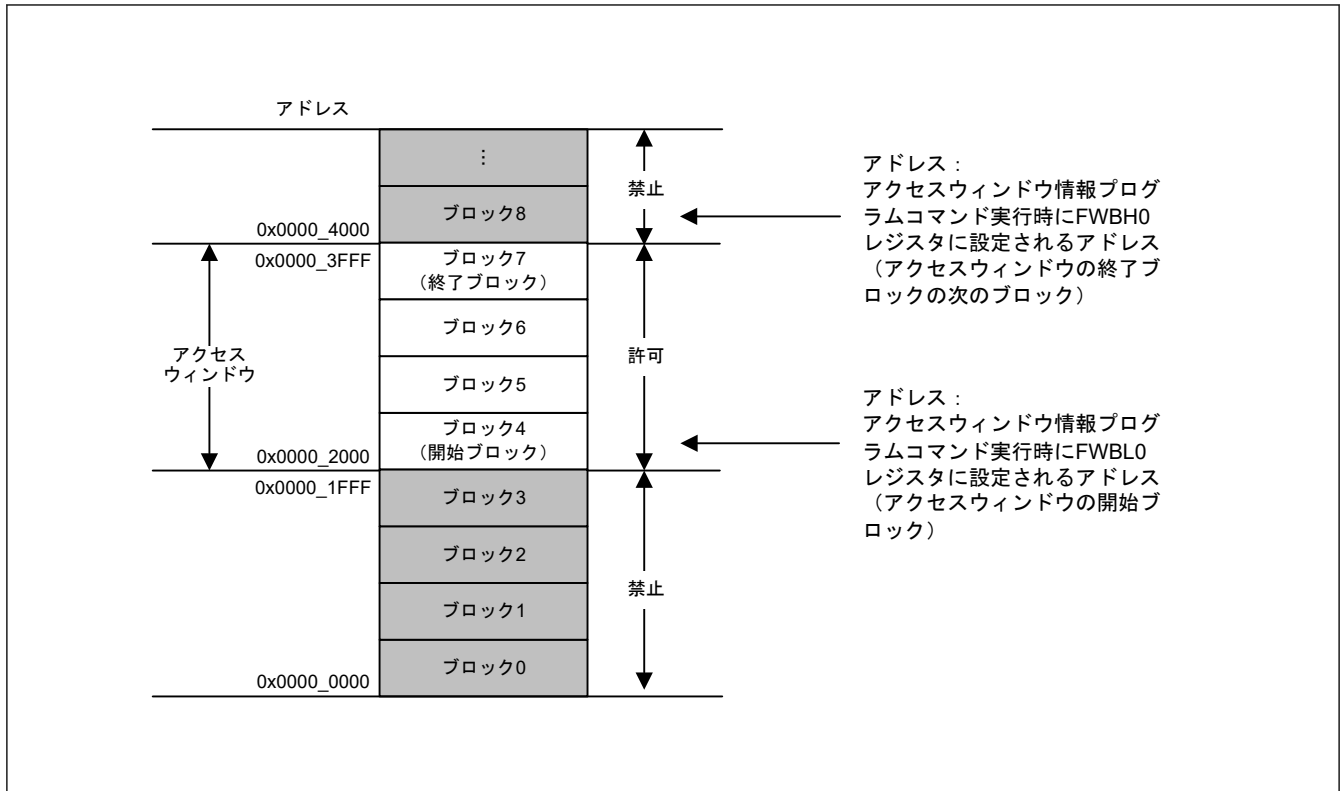 アドレス
⋮
ブロック8
0x0000_4000
0x0000_3FFF
ブロック7
(終了ブロック)
ブロック6
ブロック5
ブロック4
(開始ブロック)
0x0000_2000
0x0000_1FFF
ブロック3
ブロック2
ブロック1
ブロック0
0x0000_0000
アクセス
ウィンドウ
禁止
許可
禁止
アドレス:
アクセスウィンドウ情報プログ
ラムコマンド実行時にFWBH0
レジスタに設定されるアドレス
(アクセスウィンドウの終了ブ
ロックの次のブロック)
アドレス:
アクセスウィンドウ情報プログ
ラムコマンド実行時にFWBL0
レジスタに設定されるアドレス
(アクセスウィンドウの開始ブ
ロック)